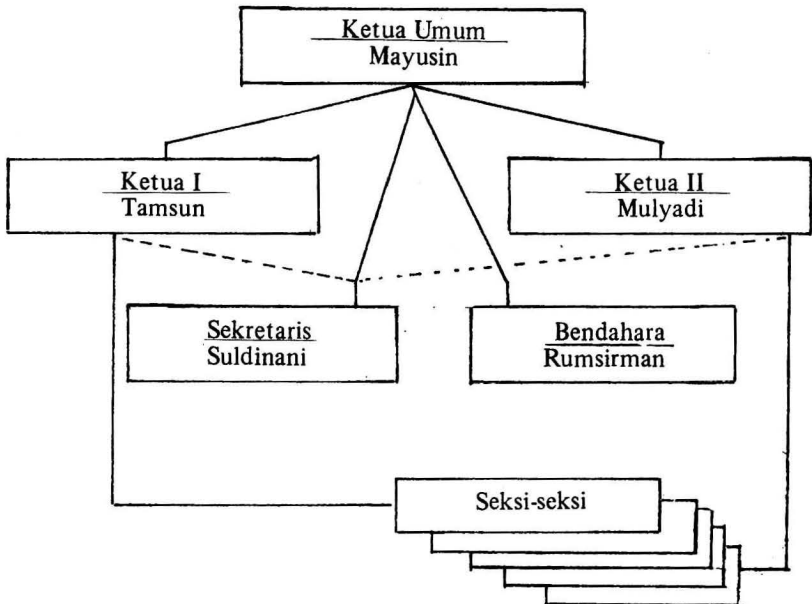 Ketua Umum
Mayusin
Ketua I
Tamsun
Ketua II
Mulyadi
Sekretaris
Suldinani
Bendahara
Rumsirman
Seksi-seksi